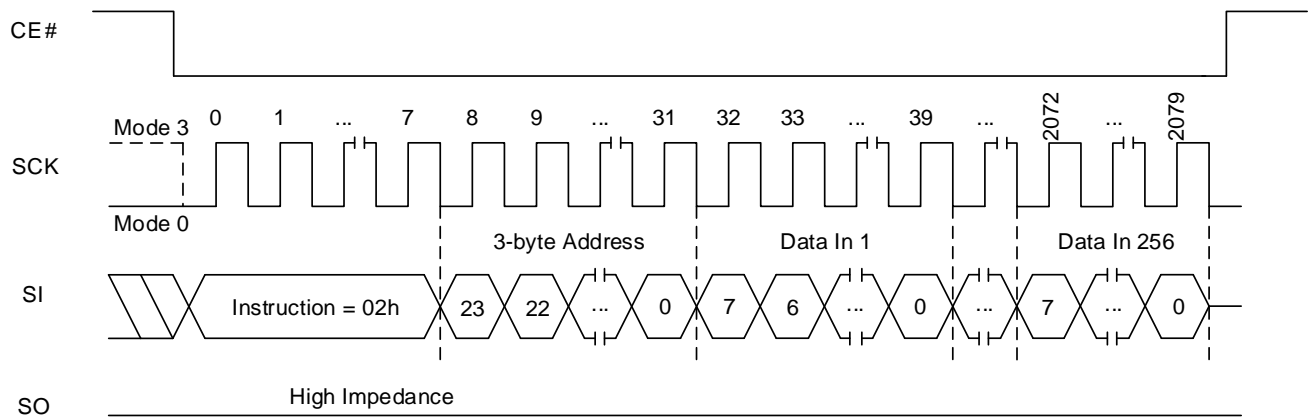 CE#
0 1 ... 7 8 9 ... 31 32 33 ... 39 ... 2072 ... 2079
Mode 3
SCK
Mode 0
3-byte Address Data In 1 Data In 256
SI Instruction = 02h 23 22 ... 0 7 6 ... 0 ... 7 ... 0
High Impedance
SO